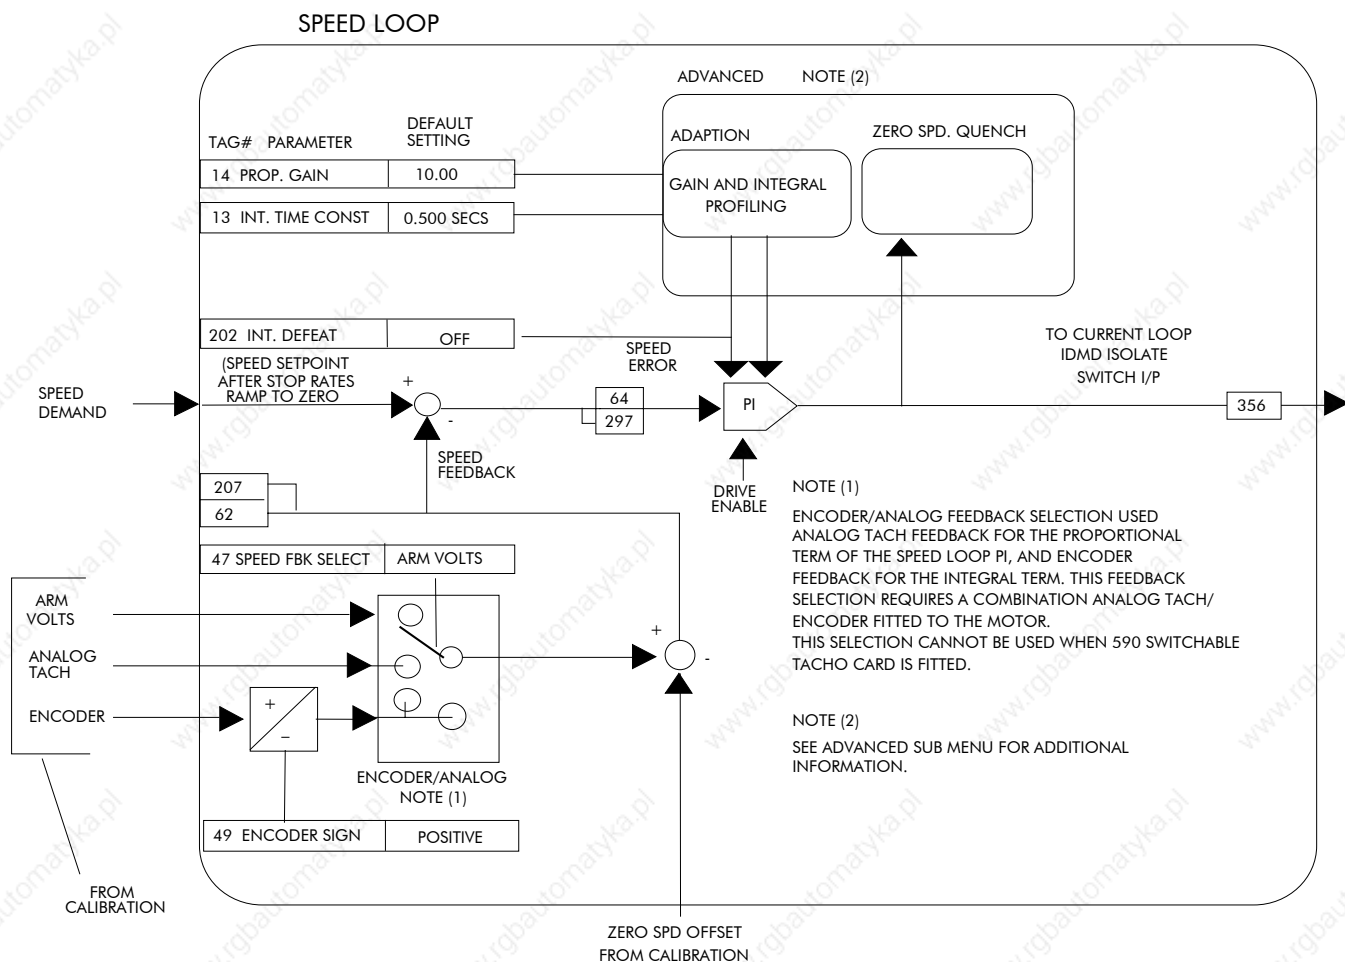 SPEED LOOP
ADVANCED NOTE (2)
TAG# PARAMETER
DEFAULT
SETTING
ADAPTION
ZERO SPD. QUENCH
14 PROP. GAIN 10.00
GAIN AND INTEGRAL
PROFILING
13 INT. TIME CONST 0.500 SECS
202 INT. DEFEAT OFF
SPEED
ERROR
TO CURRENT LOOP
IDMD ISOLATE
SWITCH I/P
(SPEED SETPOINT
AFTER STOP RATES
RAMP TO ZERO
SPEED
DEMAND
+
-
64
297
PI
356
SPEED
FEEDBACK
DRIVE
ENABLE
207
62
NOTE (1)
ENCODER/ANALOG FEEDBACK SELECTION USED
ANALOG TACH FEEDBACK FOR THE PROPORTIONAL
TERM OF THE SPEED LOOP PI, AND ENCODER
FEEDBACK FOR THE INTEGRAL TERM. THIS FEEDBACK
SELECTION REQUIRES A COMBINATION ANALOG TACH/
ENCODER FITTED TO THE MOTOR.
THIS SELECTION CANNOT BE USED WHEN 590 SWITCHABLE
TACHO CARD IS FITTED.
47 SPEED FBK SELECT ARM VOLTS
ARM
VOLTS
ANALOG
TACH
ENCODER
+
-
+
-
ENCODER/ANALOG
NOTE (1)
NOTE (2)
SEE ADVANCED SUB MENU FOR ADDITIONAL
INFORMATION.
49 ENCODER SIGN POSITIVE
FROM
CALIBRATION
ZERO SPD OFFSET
FROM CALIBRATION
www.rgbautomatyka.pl